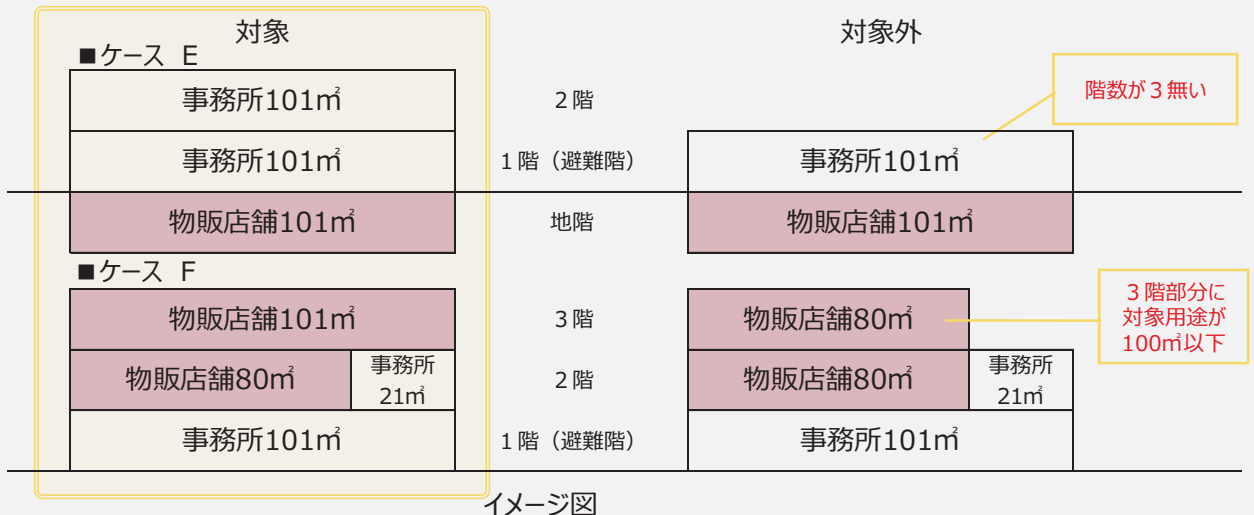 対象
対象外
■ケース E
事務所101㎡
2階
階数が3無い
事務所101㎡
1階（避難階）
事務所101㎡
物販店舗101㎡
地階
物販店舗101㎡
■ケース F
物販店舗101㎡
3階
物販店舗80㎡
3階部分に
対象用途が
100㎡以下
物販店舗80㎡
事務所
21㎡
2階
物販店舗80㎡
事務所
21㎡
事務所101㎡
1階（避難階）
事務所101㎡
イメージ図